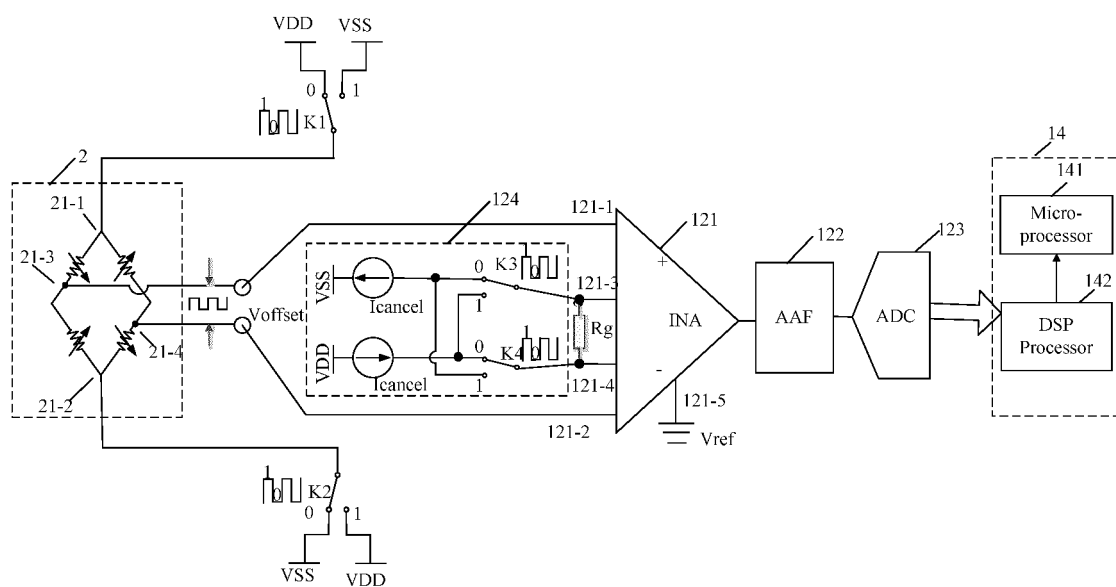 VDD
VSS
0
1
1
0
K1
2
21-1
21-3
21-4
21-2
Voffset
124
VSS
Icancel
VDD
Icancel
0
1
K3
1
0
0
1
K4
1
0
Rg
121-1
121-3
121-4
121-2
121
+
INA
-
121-5
Vref
122
AAF
123
ADC
14
141
Micro-
processor
142
DSP
Processor
1
0
K2
0
1
VSS
VDD